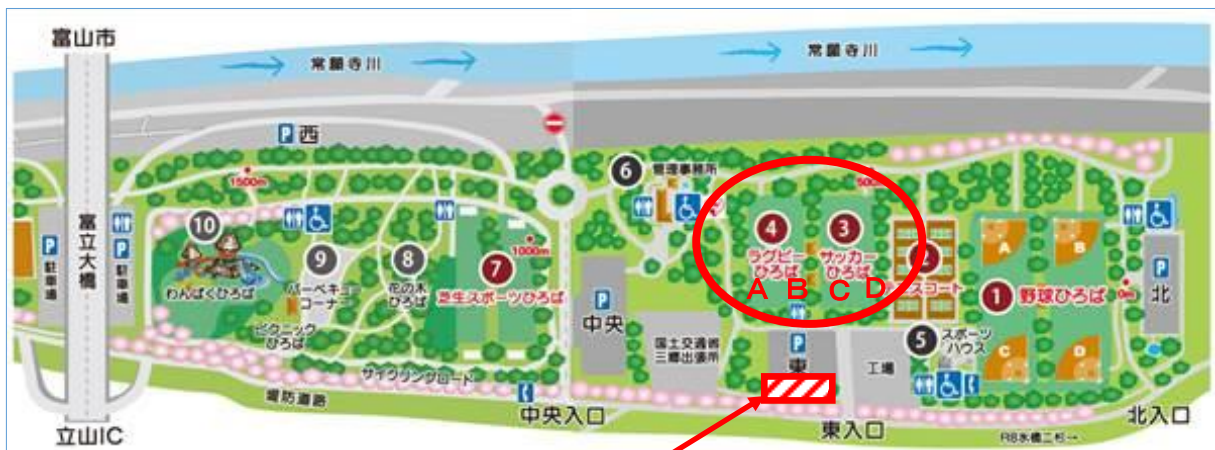 富山市
常願寺川
常願寺川
P 西
1500m
6
管理事務所
500m
4
ラグビー
ひろば
3
サッカー
ひろば
2
A B C D
1
野球ひろば
A
B
C
D
0m
P
北
10
わんぱくひろば
9
バーベキュー
コーナー
8
花の木
ひろば
7
芝生スポーツひろば
1000m
P
駐車場
富立大橋
P
駐車場
ピクニック
ひろば
P
中央
国土交通省
三郷出張所
P
東
工場
5
スポーツ
ハウス
サイクリングロード
堤防道路
中央入口
東入口
北入口
R8水橋二杉→
立山IC